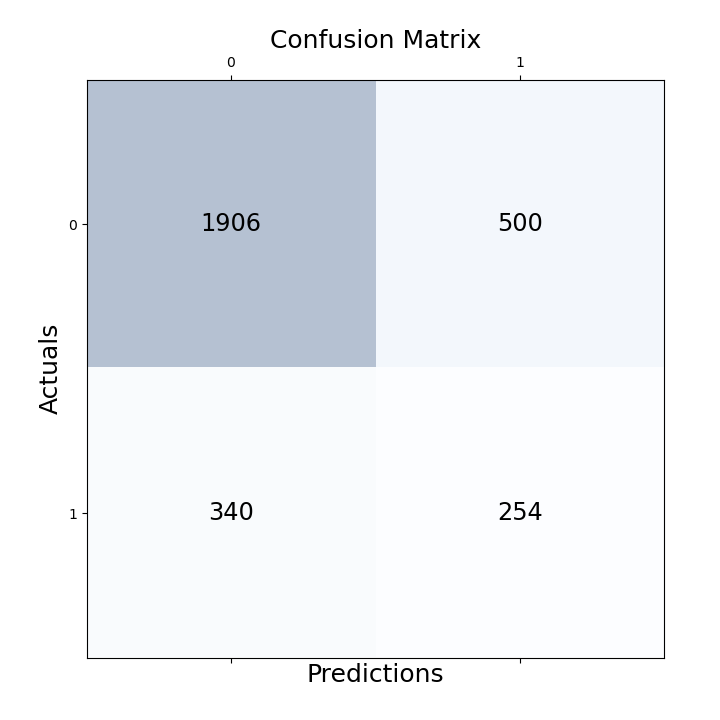 Confusion Matrix
0 1
0 1906 500
Actuals
1 340 254
Predictions